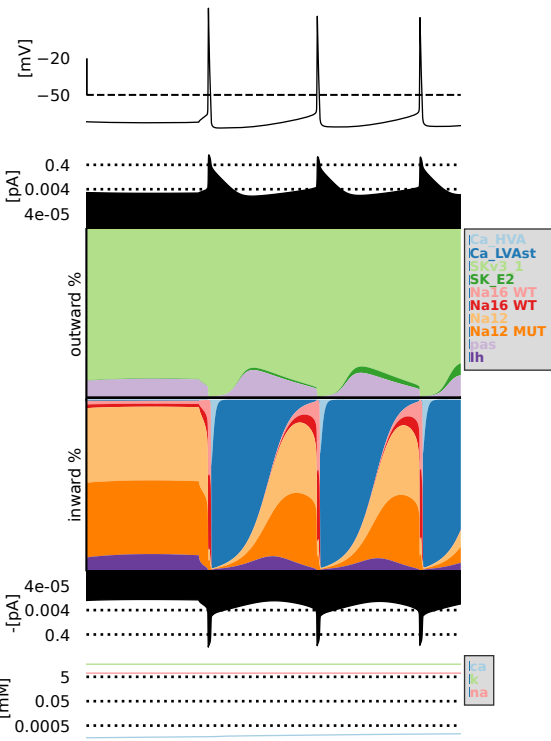 [mV]
−20
−50
[pA]
0.4
0.004
4e-05
outward %
Ca_HVA
Ca_LVAst
SKv3_1
SK_E2
Na16 WT
Na16 WT
Na12
Na12 MUT
pas
Ih
inward %
-[pA]
4e-05
0.004
0.4
[mM]
5
0.05
0.0005
ca
k
na